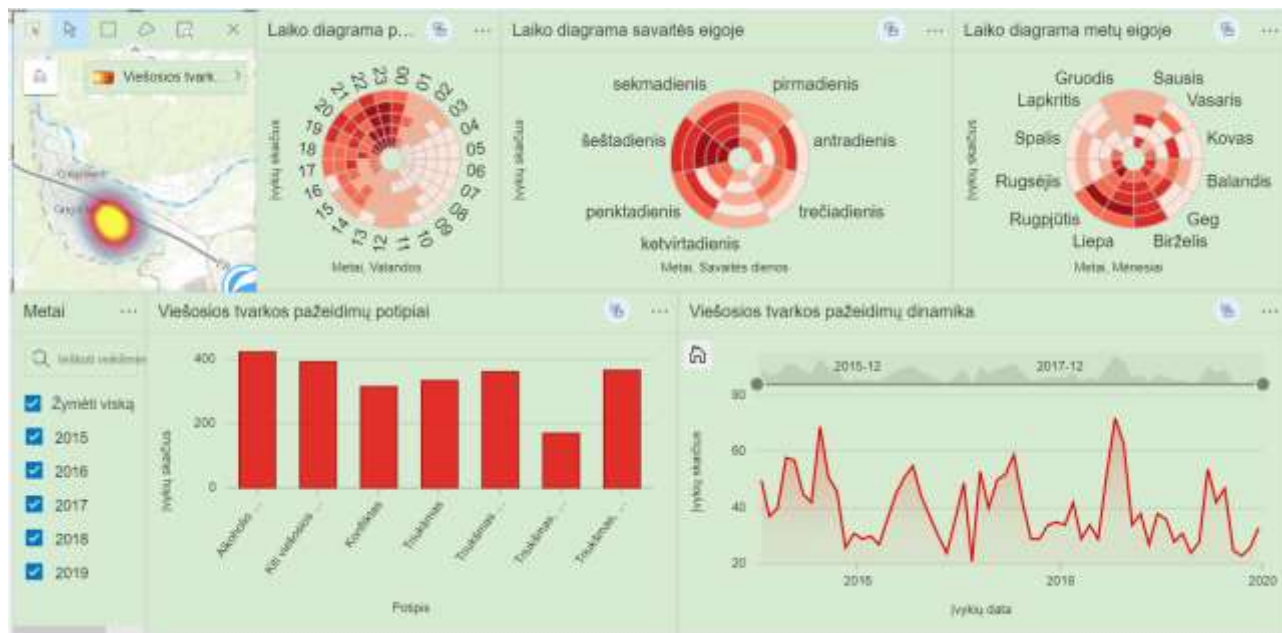 Laiko diagrama p...
Laiko diagrama savaitės eigoje
Laiko diagrama metų eigoje
Viešosios tvark...
Įvykių skaičius
00
01
02
03
04
05
06
07
08
09
10
11
12
13
14
15
16
17
18
19
20
21
22
23
Metai, Valandos
Įvykių skaičius
sekmadienis
pirmadienis
šeštadienis
antradienis
penktadienis
trečiadienis
ketvirtadienis
Metai, Savaitės dienos
Įvykių skaičius
Gruodis
Sausis
Lapkritis
Vasaris
Spalis
Kovas
Rugsėjis
Balandis
Rugpjūtis
Geg
Liepa
Birželis
Metai, Mėnesiai
Metai
Žymėti viską
2015
2016
2017
2018
2019
Viešosios tvarkos pažeidimų potipiai
Įvykių skaičius
400
200
0
Alkoholio ...
Kiti viešosios ...
Konfliktas
Triukšmas
Triukšmas, ...
Triukšmas, ...
Triukšmas, ...
Potipis
Viešosios tvarkos pažeidimų dinamika
2015-12
2017-12
Įvykių skaičius
80
60
40
20
2016
2018
2020
Įvykių data